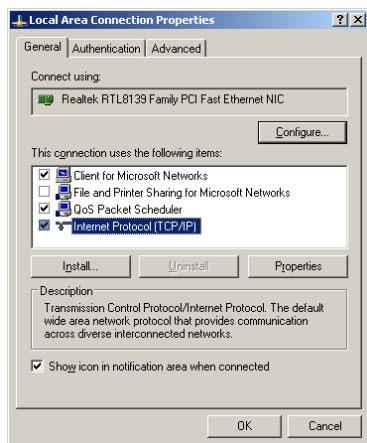 Local Area Connection Properties
General Authentication Advanced
Connect using:
Realtek RTL8139 Family PCI Fast Ethernet NIC
Configure...
This connection uses the following items:
Client for Microsoft Networks
File and Printer Sharing for Microsoft Networks
QoS Packet Scheduler
Internet Protocol (TCP/IP)
Install... Uninstall Properties
Description
Transmission Control Protocol/Internet Protocol. The default
wide area network protocol that provides communication
across diverse interconnected networks.
Show icon in notification area when connected
OK Cancel